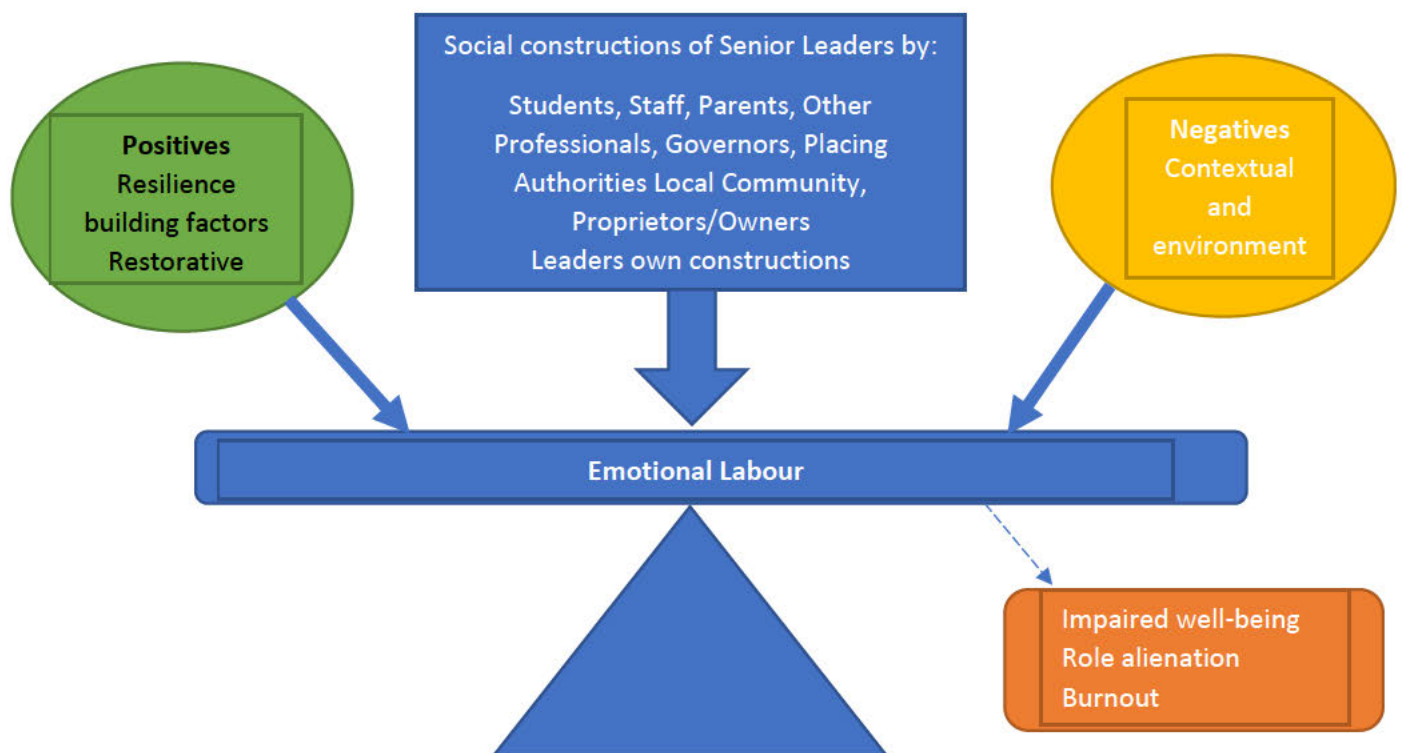 Social constructions of Senior Leaders by:
Students, Staff, Parents, Other
Professionals, Governors, Placing
Authorities Local Community,
Proprietors/Owners
Leaders own constructions
Positives
Resilience
building factors
Restorative
Negatives
Contextual
and
environment
Emotional Labour
Impaired well-being
Role alienation
Burnout